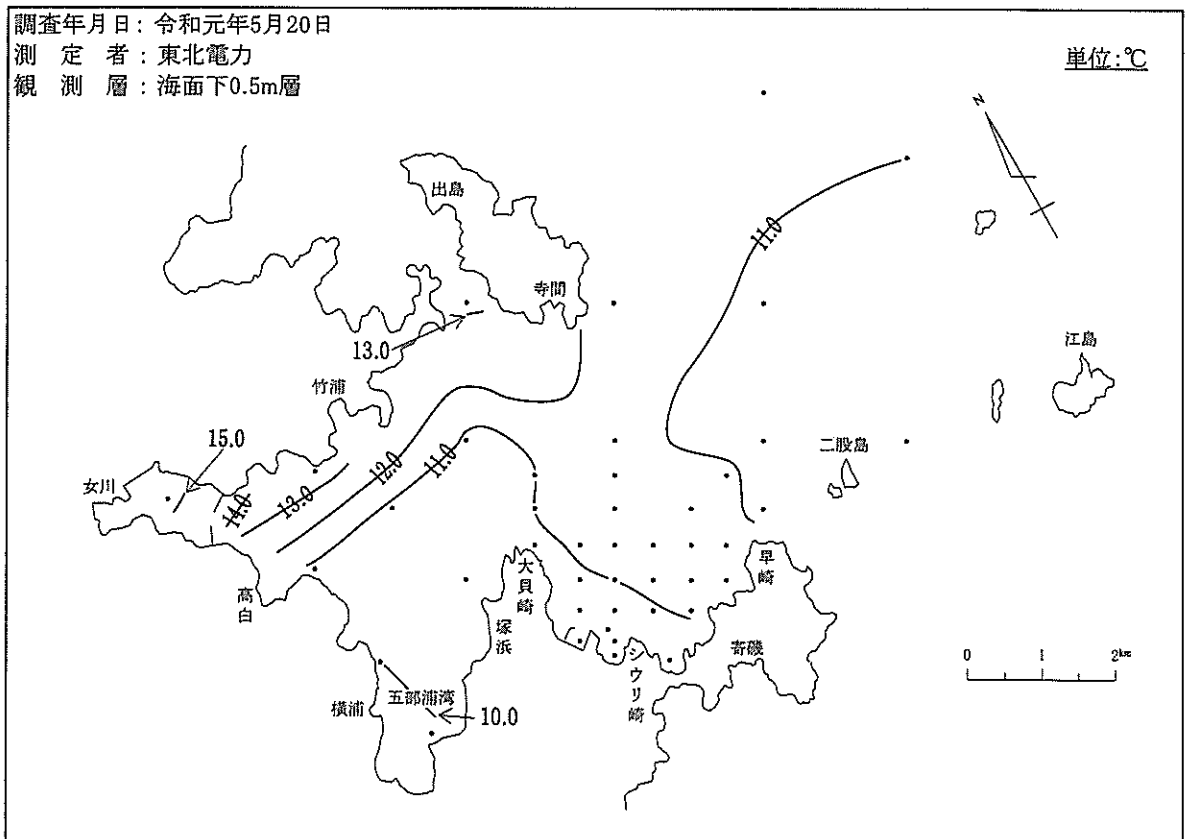 調査年月日：令和元年5月20日
測定者：東北電力
観測層：海面下0.5m層
単位:℃
N
出島
寺間
11.0
13.0
江島
竹浦
15.0
12.0
11.0
二股島
女川
14.0
13.0
早崎
大貝崎
高白
塚浜
シウリ崎
寄磯
0 1 2km
五部浦湾
横浦
10.0